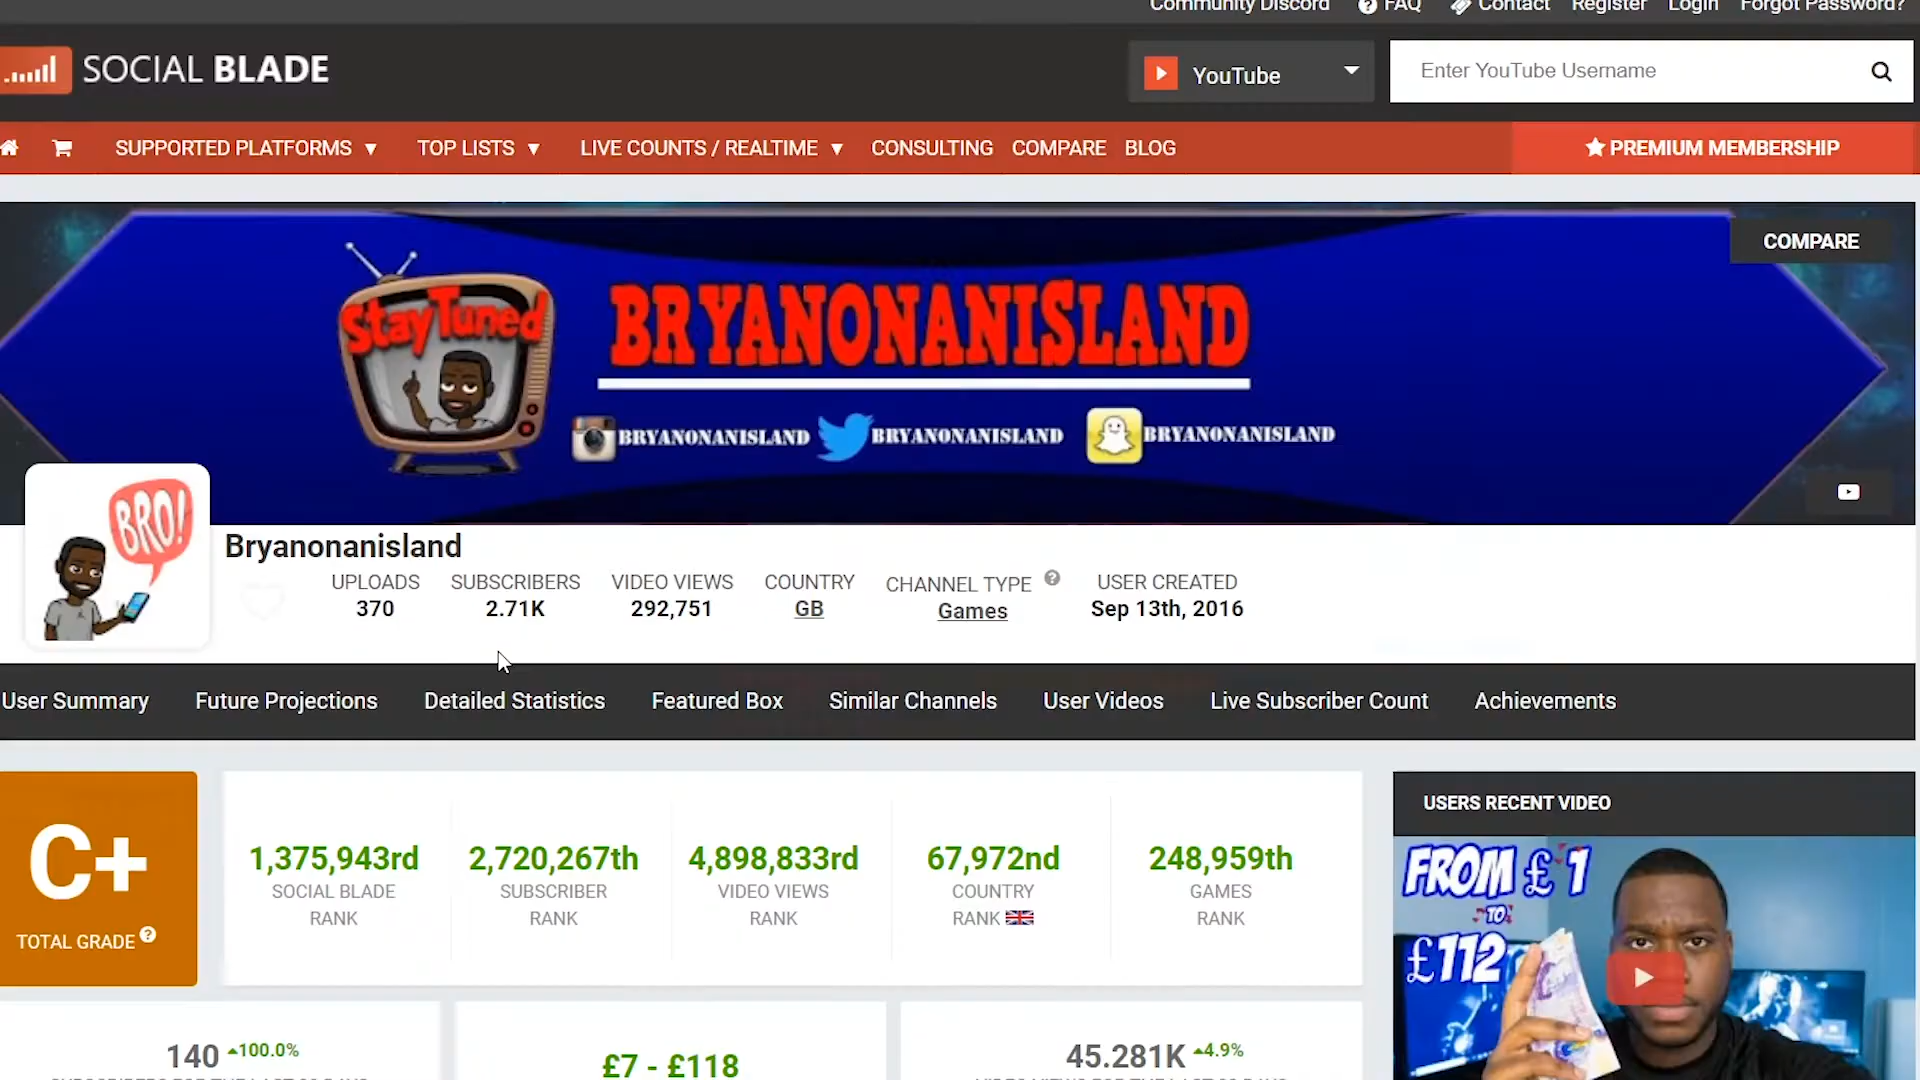 Community Discord FAQ Contact Register Login Forgot Password?
SOCIAL BLADE
YouTube
Enter YouTube Username
SUPPORTED PLATFORMS ▼ TOP LISTS ▼ LIVE COUNTS / REALTIME ▼ CONSULTING COMPARE BLOG
PREMIUM MEMBERSHIP
COMPARE
Stay Tuned
BRYANONANISLAND
BRYANONANISLAND BRYANONANISLAND BRYANONANISLAND
BRO!
Bryanonanisland
UPLOADS SUBSCRIBERS VIDEO VIEWS COUNTRY CHANNEL TYPE USER CREATED
370 2.71K 292,751 GB Games Sep 13th, 2016
User Summary Future Projections Detailed Statistics Featured Box Similar Channels User Videos Live Subscriber Count Achievements
C+
TOTAL GRADE
1,375,943rd 2,720,267th 4,898,833rd 67,972nd 248,959th
SOCIAL BLADE SUBSCRIBER VIDEO VIEWS COUNTRY GAMES
RANK RANK RANK RANK RANK
USERS RECENT VIDEO
FROM £1
TO
£112
140 100.0%
£7 - £118
45.281K 4.9%